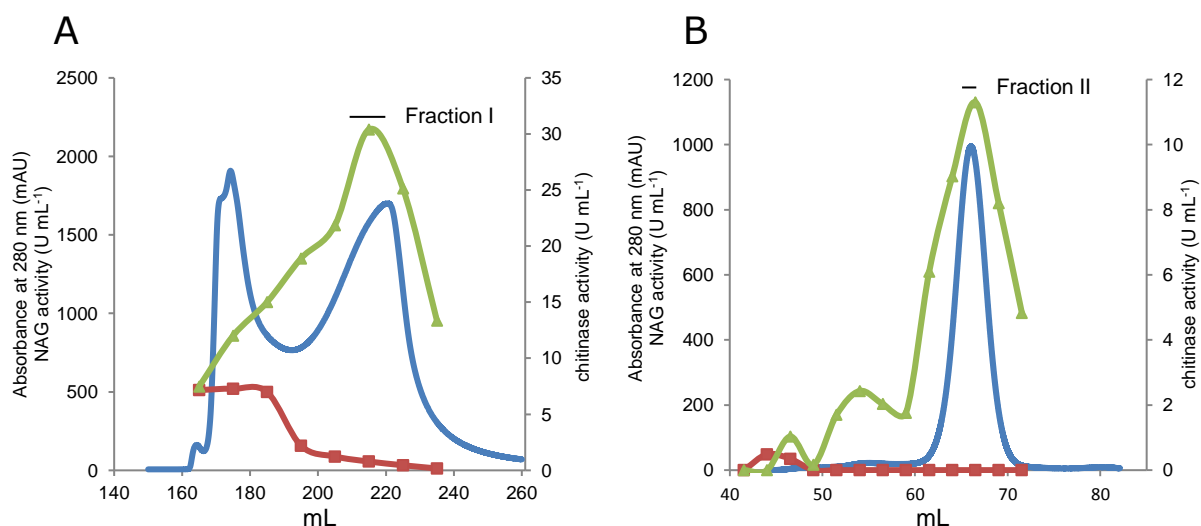 A
Absorbance at 280 nm (mAU)
NAG activity (U mL-1)
2500
2000
1500
1000
500
0
35
30
25
20
15
10
5
0
chitinase activity (U mL-1)
Fraction I
140 160 180 200 220 240 260
mL
B
Absorbance at 280 nm (mAU)
NAG activity (U mL-1)
1200
1000
800
600
400
200
0
12
10
8
6
4
2
0
chitinase activity (U mL-1)
Fraction II
40 50 60 70 80
mL